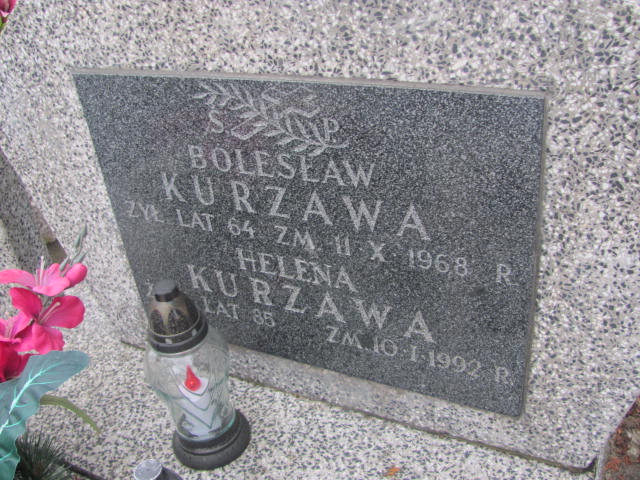 Ś P
BOLESŁAW
KURZAWA
ŻYŁ LAT 64 ZM. 11 X 1968 R
HELENA
KURZAWA
LAT 85 ZM. 10·I·1992 R